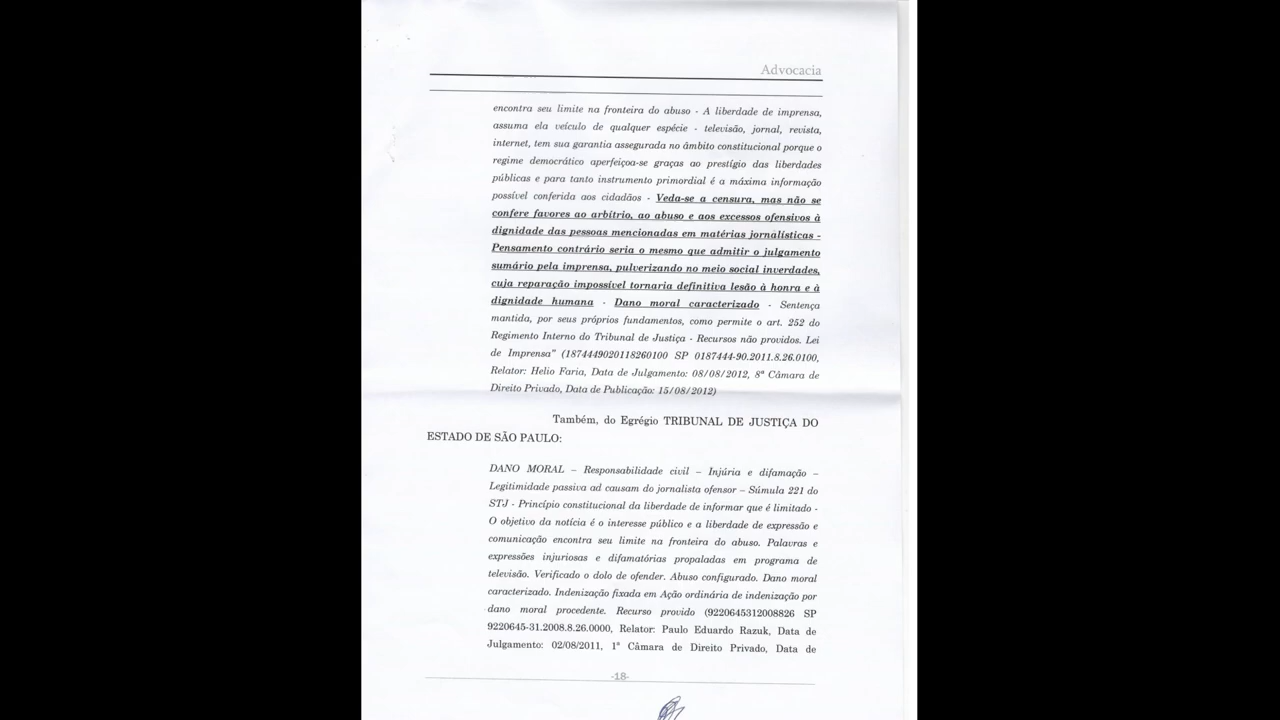 Advocacia
encontra seu limite na fronteira do abuso - A liberdade de imprensa,
assuma ela veículo de qualquer espécie - televisão, jornal, revista,
internet, tem sua garantia assegurada no âmbito constitucional porque o
regime democrático aperfeiçoa-se graças ao prestígio das liberdades
públicas e para tanto instrumento primordial é a máxima informação
possível conferida aos cidadãos - Veda-se a censura, mas não se
confere favores ao arbítrio, ao abuso e aos excessos ofensivos à
dignidade das pessoas mencionadas em matérias jornalísticas -
Pensamento contrário seria o mesmo que admitir o julgamento
sumário pela imprensa, pulverizando no meio social inverdades,
cuja reparação impossível tornaria definitiva lesão à honra e à
dignidade humana - Dano moral caracterizado - Sentença
mantida, por seus próprios fundamentos, como permite o art. 252 do
Regimento Interno do Tribunal de Justiça - Recursos não providos. Lei
de Imprensa" (1874449020118260100 SP 0187444-90.2011.8.26.0100,
Relator: Helio Faria, Data de Julgamento: 08/08/2012, 8ª Câmara de
Direito Privado, Data de Publicação: 15/08/2012)
Também, do Egrégio TRIBUNAL DE JUSTIÇA DO
ESTADO DE SÃO PAULO:
DANO MORAL – Responsabilidade civil – Injúria e difamação –
Legitimidade passiva ad causam do jornalista ofensor – Súmula 221 do
STJ - Princípio constitucional da liberdade de informar que é limitado -
O objetivo da notícia é o interesse público e a liberdade de expressão e
comunicação encontra seu limite na fronteira do abuso. Palavras e
expressões injuriosas e difamatórias propaladas em programa de
televisão. Verificado o dolo de ofender. Abuso configurado. Dano moral
caracterizado. Indenização fixada em Ação ordinária de indenização por
dano moral procedente. Recurso provido (9220645312008826 SP
9220645-31.2008.8.26.0000, Relator: Paulo Eduardo Razuk, Data de
Julgamento: 02/08/2011, 1ª Câmara de Direito Privado, Data de
-18-